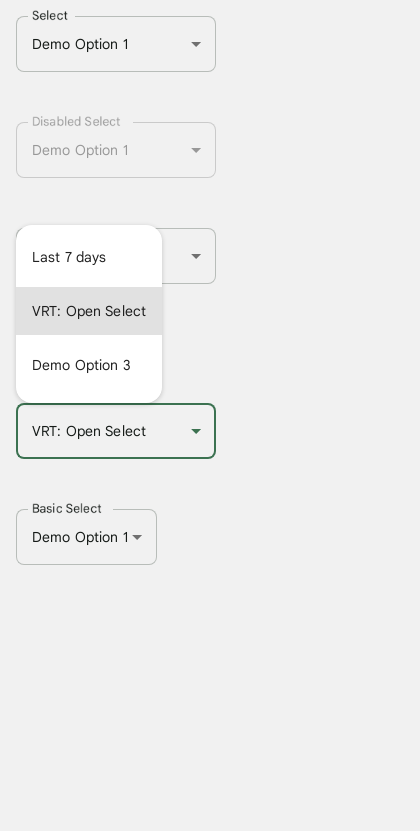 Select
Demo Option 1
Disabled Select
Demo Option 1
Last 7 days
VRT: Open Select
Demo Option 3
VRT: Open Select
Basic Select
Demo Option 1